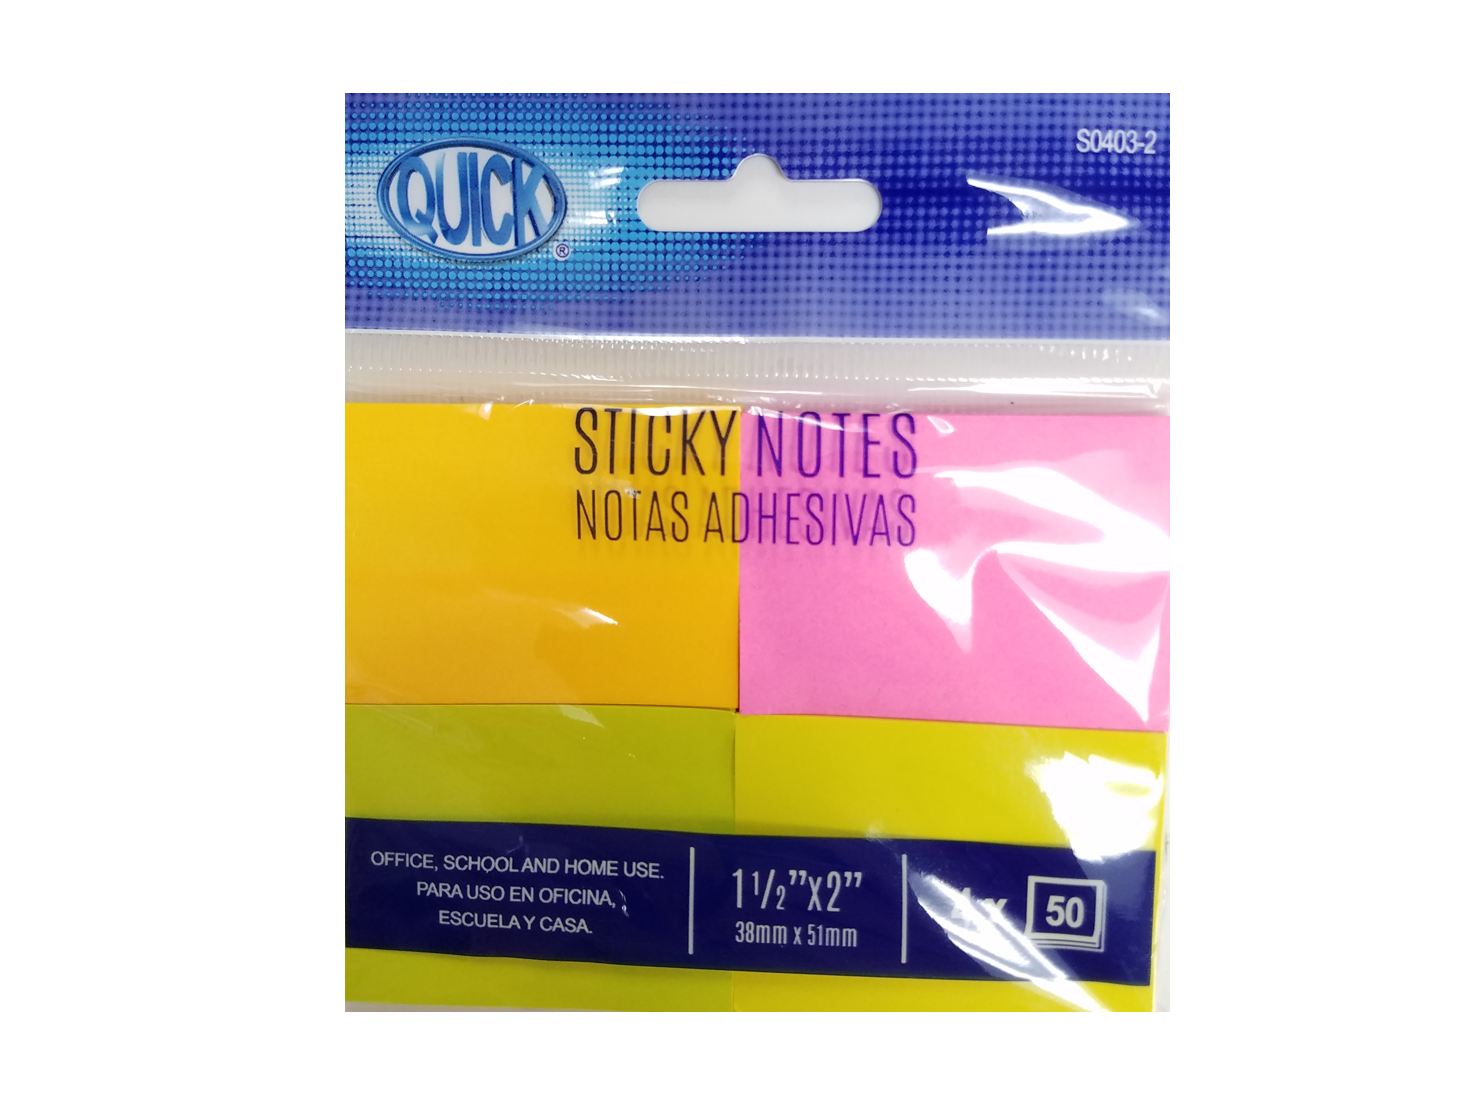 QUICK
®
S0403-2
STICKY NOTES
NOTAS ADHESIVAS
OFFICE, SCHOOL AND HOME USE.
PARA USO EN OFICINA,
ESCUELA Y CASA.
1 1/2”X2”
38mm x 51mm
4 x 50